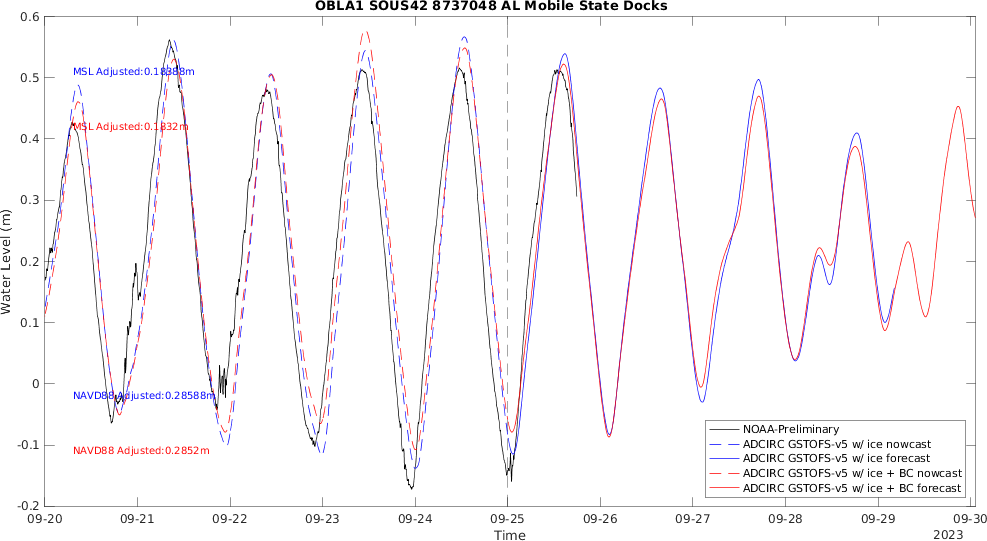 OBLA1 SOUS42 8737048 AL Mobile State Docks
0.6
0.5
0.4
0.3
0.2
0.1
0
-0.1
-0.2
Water Level (m)
MSL Adjusted:0.18388m
MSL Adjusted:0.1832m
NAVD88 Adjusted:0.28588m
NAVD88 Adjusted:0.2852m
NOAA-Preliminary
ADCIRC GSTOFS-v5 w/ ice nowcast
ADCIRC GSTOFS-v5 w/ ice forecast
ADCIRC GSTOFS-v5 w/ ice + BC nowcast
ADCIRC GSTOFS-v5 w/ ice + BC forecast
09-20 09-21 09-22 09-23 09-24 09-25 09-26 09-27 09-28 09-29 09-30
Time
2023